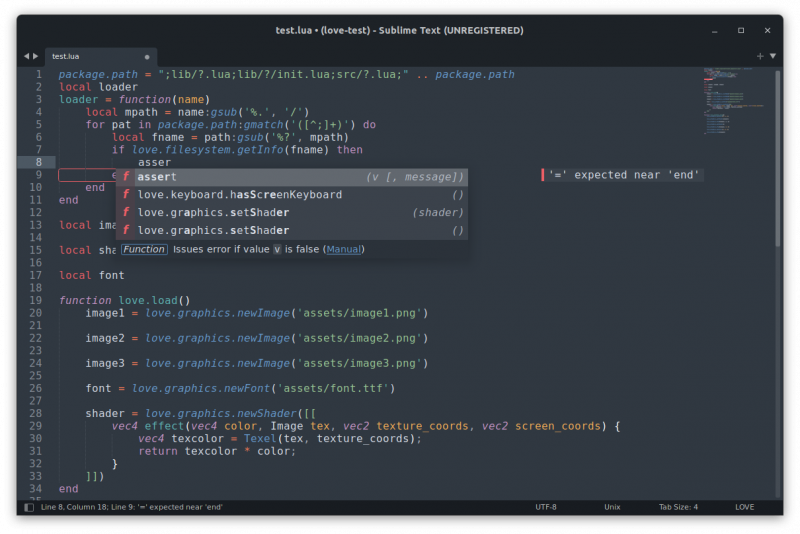 test.lua • (love-test) - Sublime Text (UNREGISTERED)
test.lua
1 package.path = ";lib/?.lua;lib/?/init.lua;src/?.lua;" .. package.path
2 local loader
3 loader = function(name)
4 local mpath = name:gsub('%.', '/')
5 for pat in package.path:gmatch('([^;]+)') do
6 local fname = path:gsub('%?', mpath)
7 if love.filesystem.getInfo(fname) then
8 asser
f assert (v [, message])
9 e '=' expected near 'end'
f love.keyboard.hasScreenKeyboard ()
10 end
f love.graphics.setShader (shader)
11 end
f love.graphics.setShader ()
12
Function Issues error if value v is false (Manual)
13 local ima
14
15 local sha
16
17 local font
18
19 function love.load()
20 image1 = love.graphics.newImage('assets/image1.png')
21
22 image2 = love.graphics.newImage('assets/image2.png')
23
24 image3 = love.graphics.newImage('assets/image3.png')
25
26 font = love.graphics.newFont('assets/font.ttf')
27
28 shader = love.graphics.newShader([[
29 vec4 effect(vec4 color, Image tex, vec2 texture_coords, vec2 screen_coords) {
30 vec4 texcolor = Texel(tex, texture_coords);
31 return texcolor * color;
32 }
33 ]])
34 end
Line 8, Column 18; Line 9: '=' expected near 'end' UTF-8 Unix Tab Size: 4 LOVE